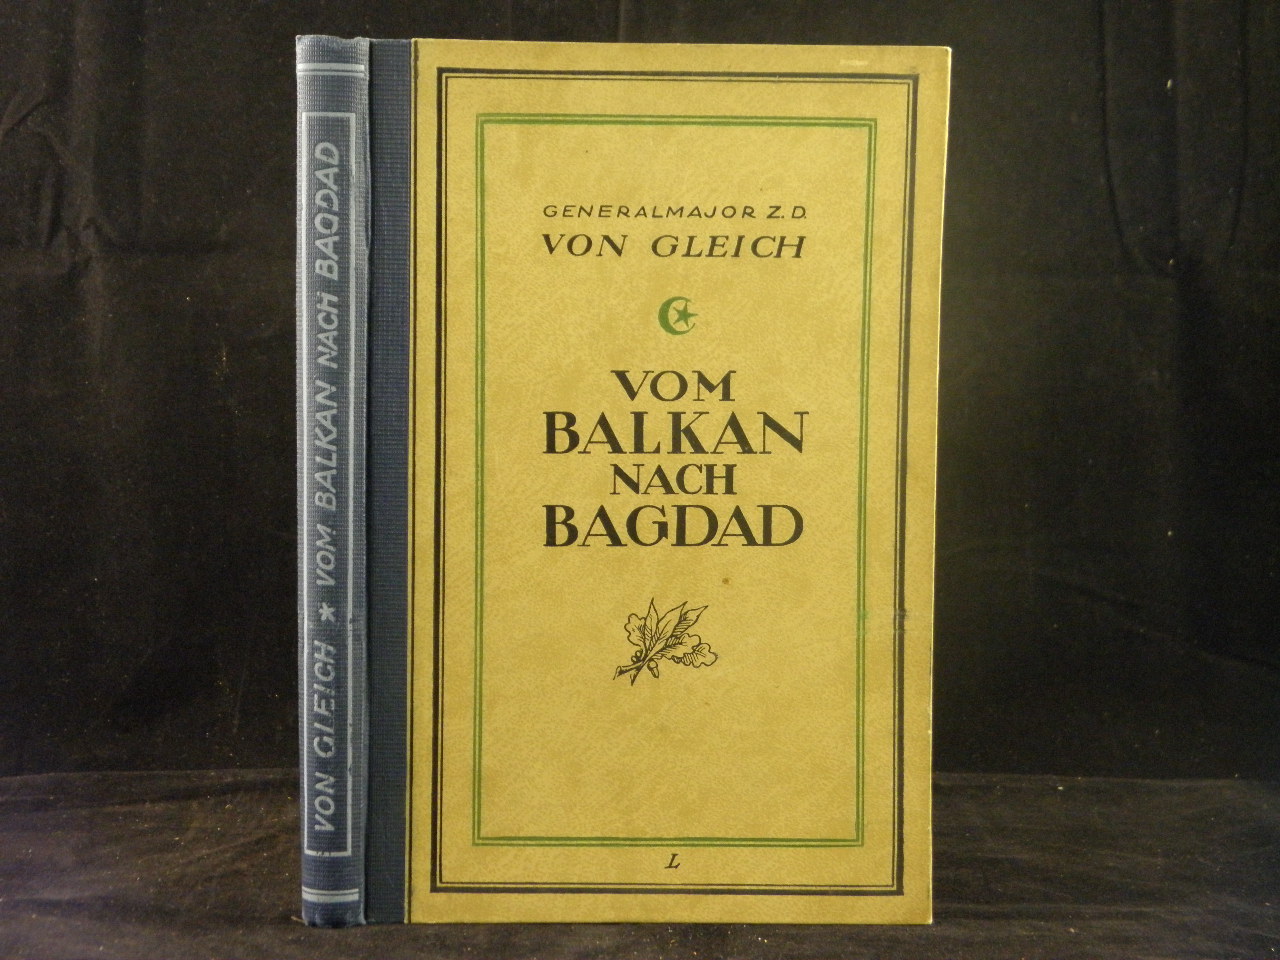 VON GLEICH * VOM BALKAN NACH BAGDAD
GENERALMAJOR Z.D.
VON GLEICH
VOM
BALKAN
NACH
BAGDAD
L